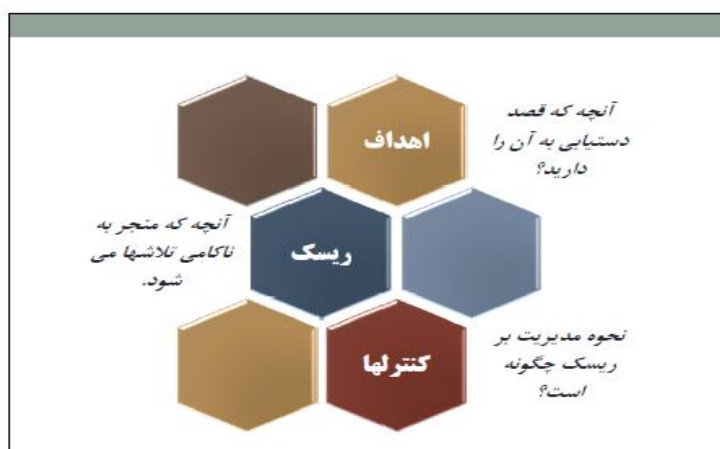 اهداف
آنچه که قصد
دستیابی به آن را
دارید؟
ریسک
آنچه که منجر به
ناکامی تلاشها می
شود.
کنترلها
نحوه مدیریت بر
ریسک چگونه
است؟